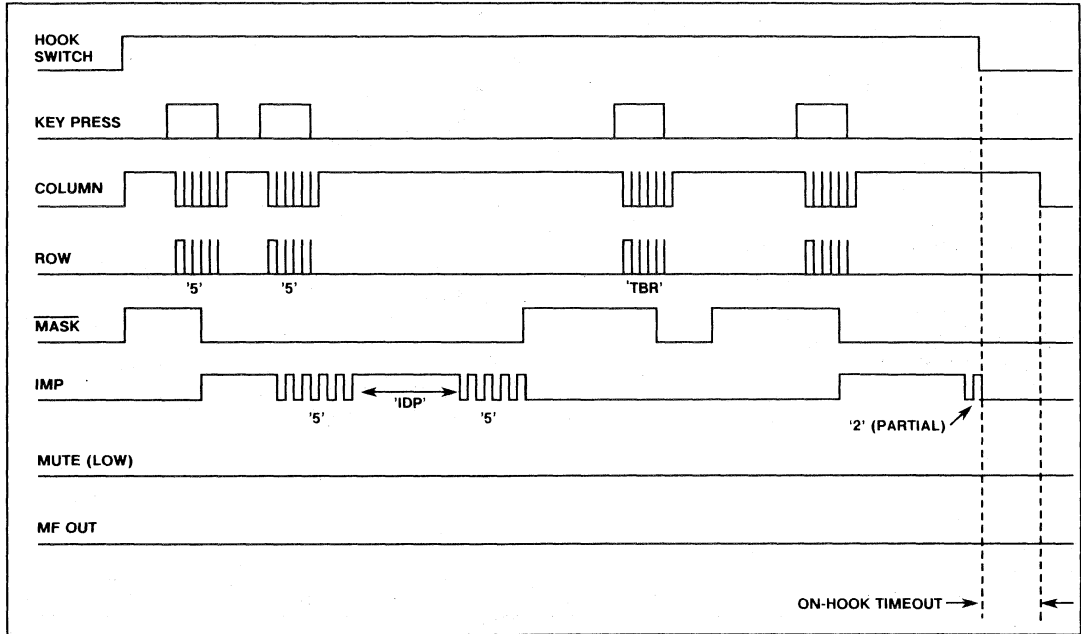 HOOK
SWITCH
KEY PRESS
COLUMN
ROW
'5' '5' 'TBR'
MASK
IMP
'5' 'IDP' '5'
'2' (PARTIAL)
MUTE (LOW)
MF OUT
ON-HOOK TIMEOUT